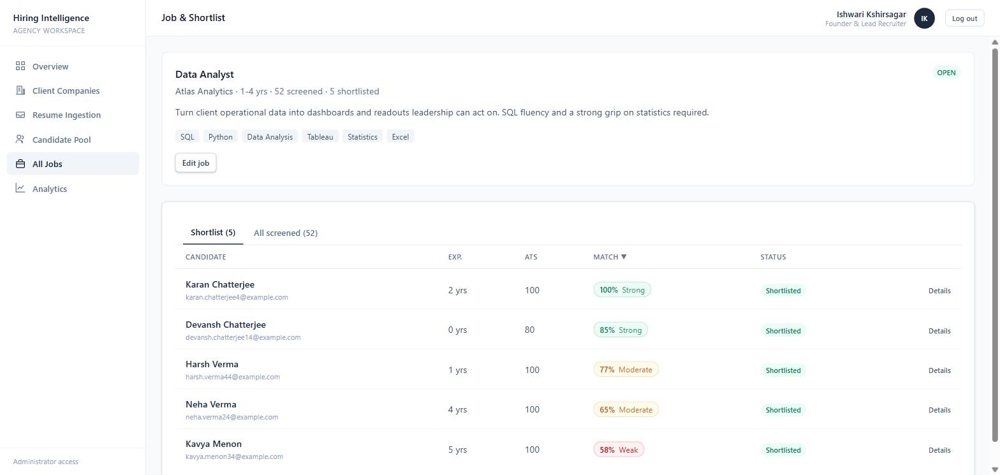 Hiring Intelligence
AGENCY WORKSPACE
Overview
Client Companies
Resume Ingestion
Candidate Pool
All Jobs
Analytics
Administrator access
Job & Shortlist
Ishwari Kshirsagar
Founder & Lead Recruiter
IK
Log out
Data Analyst
OPEN
Atlas Analytics · 1-4 yrs · 52 screened · 5 shortlisted
Turn client operational data into dashboards and readouts leadership can act on. SQL fluency and a strong grip on statistics required.
SQL Python Data Analysis Tableau Statistics Excel
Edit job
Shortlist (5) All screened (52)
CANDIDATE EXP. ATS MATCH ▼ STATUS
Karan Chatterjee
karan.chatterjee4@example.com
2 yrs 100 100% Strong Shortlisted Details
Devansh Chatterjee
devansh.chatterjee14@example.com
0 yrs 80 85% Strong Shortlisted Details
Harsh Verma
harsh.verma44@example.com
1 yrs 100 77% Moderate Shortlisted Details
Neha Verma
neha.verma24@example.com
4 yrs 100 65% Moderate Shortlisted Details
Kavya Menon
kavya.menon34@example.com
5 yrs 100 58% Weak Shortlisted Details